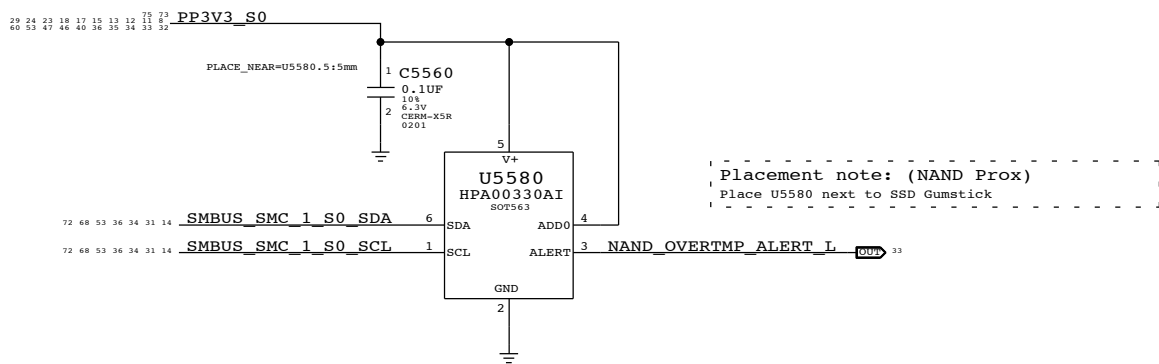 75 73
29 24 23 18 17 15 13 12 11 8
60 53 47 46 40 36 35 34 33 32
PP3V3_S0
PLACE_NEAR=U5580.5:5mm
1
C5560
0.1UF
10%
6.3V
CERM-X5R
0201
2
5
V+
U5580
HPA00330AI
SOT563
Placement note: (NAND Prox)
Place U5580 next to SSD Gumstick
72 68 53 36 34 31 14 SMBUS_SMC_1_S0_SDA 6 SDA ADD0 4
72 68 53 36 34 31 14 SMBUS_SMC_1_S0_SCL 1 SCL ALERT 3 NAND_OVERTMP_ALERT_L OUT 33
GND
2